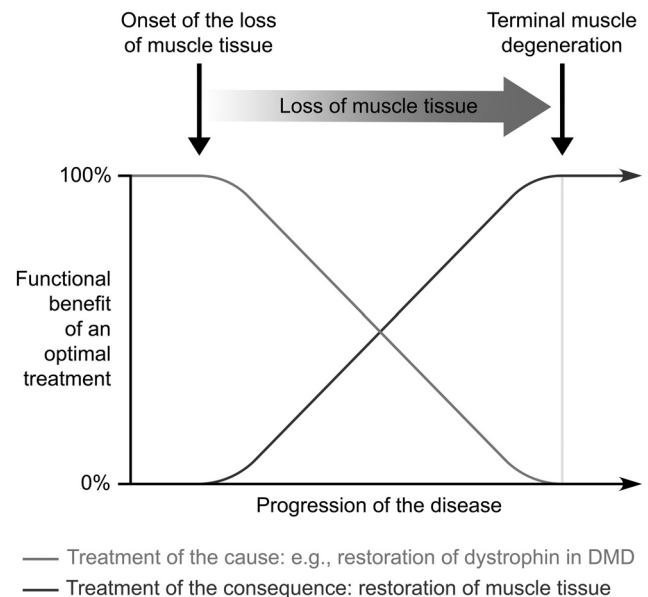 Onset of the loss
of muscle tissue
Terminal muscle
degeneration
Loss of muscle tissue
100%
Functional
benefit
of an
optimal
treatment
0%
Progression of the disease
Treatment of the cause: e.g., restoration of dystrophin in DMD
Treatment of the consequence: restoration of muscle tissue